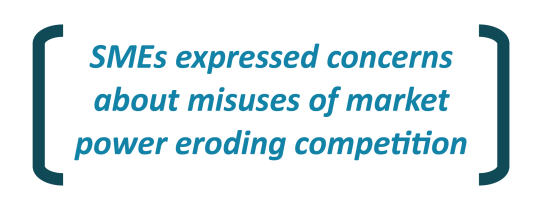 SMEs expressed concerns
about misuses of market
power eroding competition